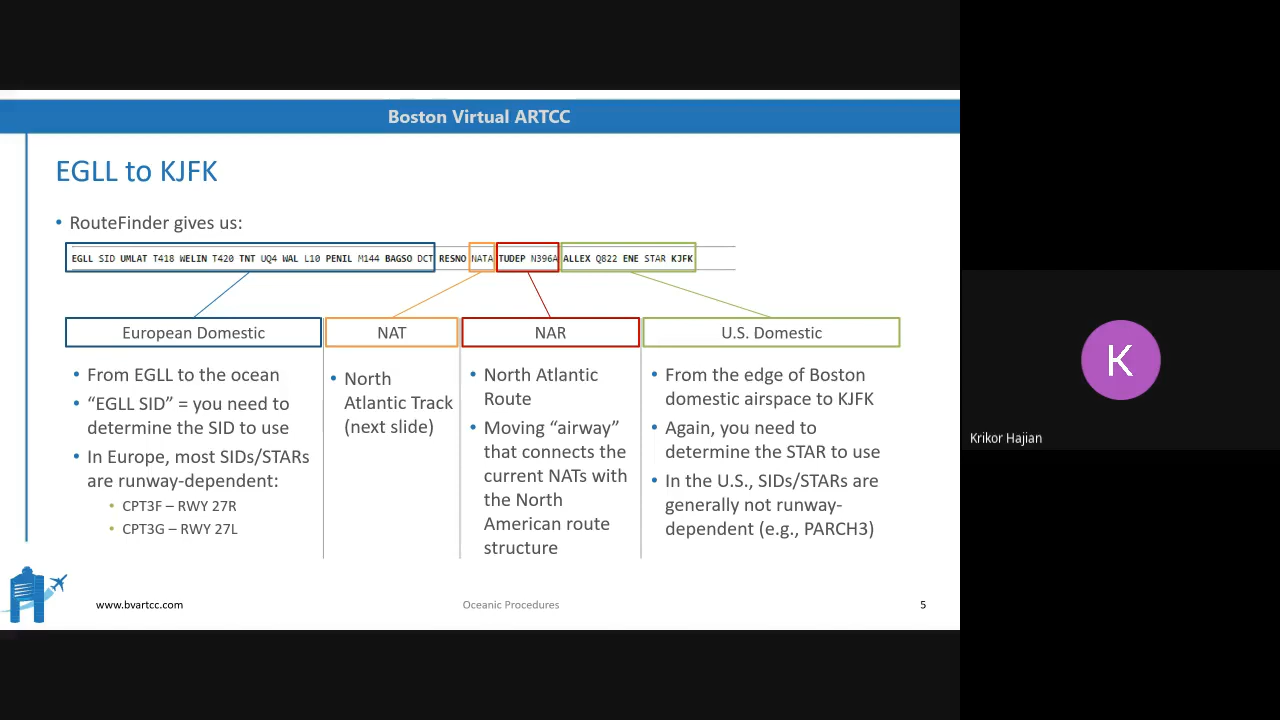 Boston Virtual ARTCC
EGLL to KJFK
• RouteFinder gives us:
EGLL SID UMLAT T418 WELIN T420 TNT UQ4 WAL L10 PENIL M144 BAGSO DCT RESNO NATA TUDEP N396A ALLEX Q822 ENE STAR KJFK
European Domestic
• From EGLL to the ocean
• “EGLL SID” = you need to
determine the SID to use
• In Europe, most SIDs/STARs
are runway-dependent:
• CPT3F – RWY 27R
• CPT3G – RWY 27L
NAT
• North
Atlantic Track
(next slide)
NAR
• North Atlantic
Route
• Moving “airway”
that connects the
current NATs with
the North
American route
structure
U.S. Domestic
• From the edge of Boston
domestic airspace to KJFK
• Again, you need to
determine the STAR to use
• In the U.S., SIDs/STARs are
generally not runway-
dependent (e.g., PARCH3)
www.bvartcc.com
Oceanic Procedures
5
K
Krikor Hajian